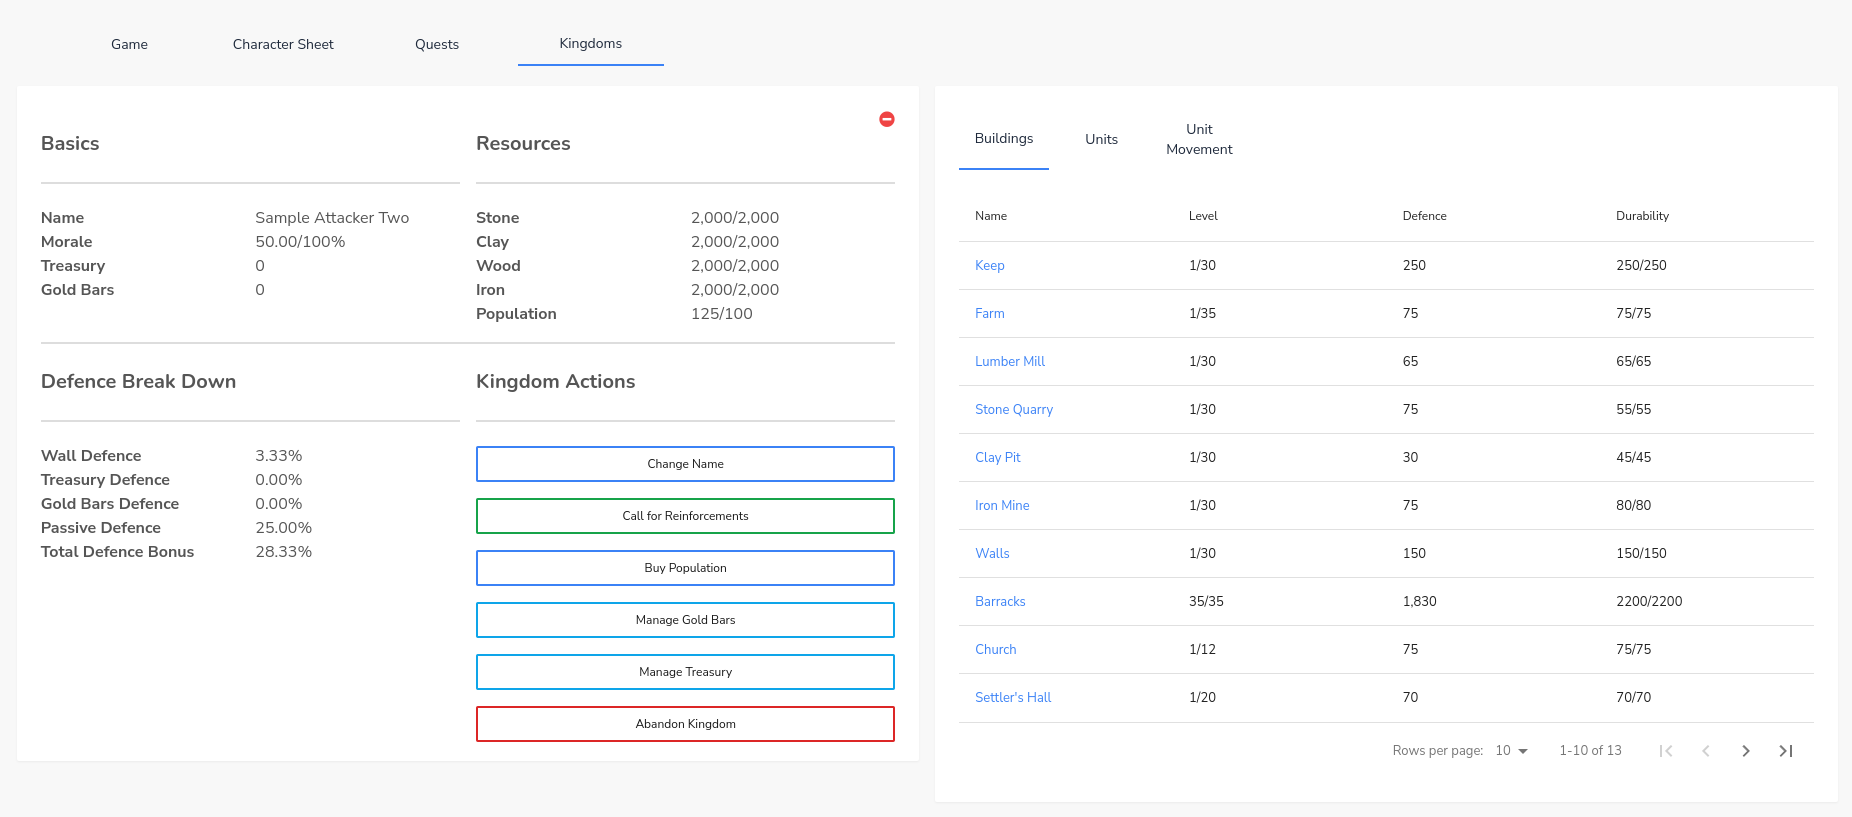 Game Character Sheet Quests Kingdoms
Basics
Name Sample Attacker Two
Morale 50.00/100%
Treasury 0
Gold Bars 0
Resources
Stone 2,000/2,000
Clay 2,000/2,000
Wood 2,000/2,000
Iron 2,000/2,000
Population 125/100
Defence Break Down
Wall Defence 3.33%
Treasury Defence 0.00%
Gold Bars Defence 0.00%
Passive Defence 25.00%
Total Defence Bonus 28.33%
Kingdom Actions
Change Name
Call for Reinforcements
Buy Population
Manage Gold Bars
Manage Treasury
Abandon Kingdom
Buildings Units Unit
Movement
Name Level Defence Durability
Keep 1/30 250 250/250
Farm 1/35 75 75/75
Lumber Mill 1/30 65 65/65
Stone Quarry 1/30 75 55/55
Clay Pit 1/30 30 45/45
Iron Mine 1/30 75 80/80
Walls 1/30 150 150/150
Barracks 35/35 1,830 2200/2200
Church 1/12 75 75/75
Settler's Hall 1/20 70 70/70
Rows per page: 10 1-10 of 13